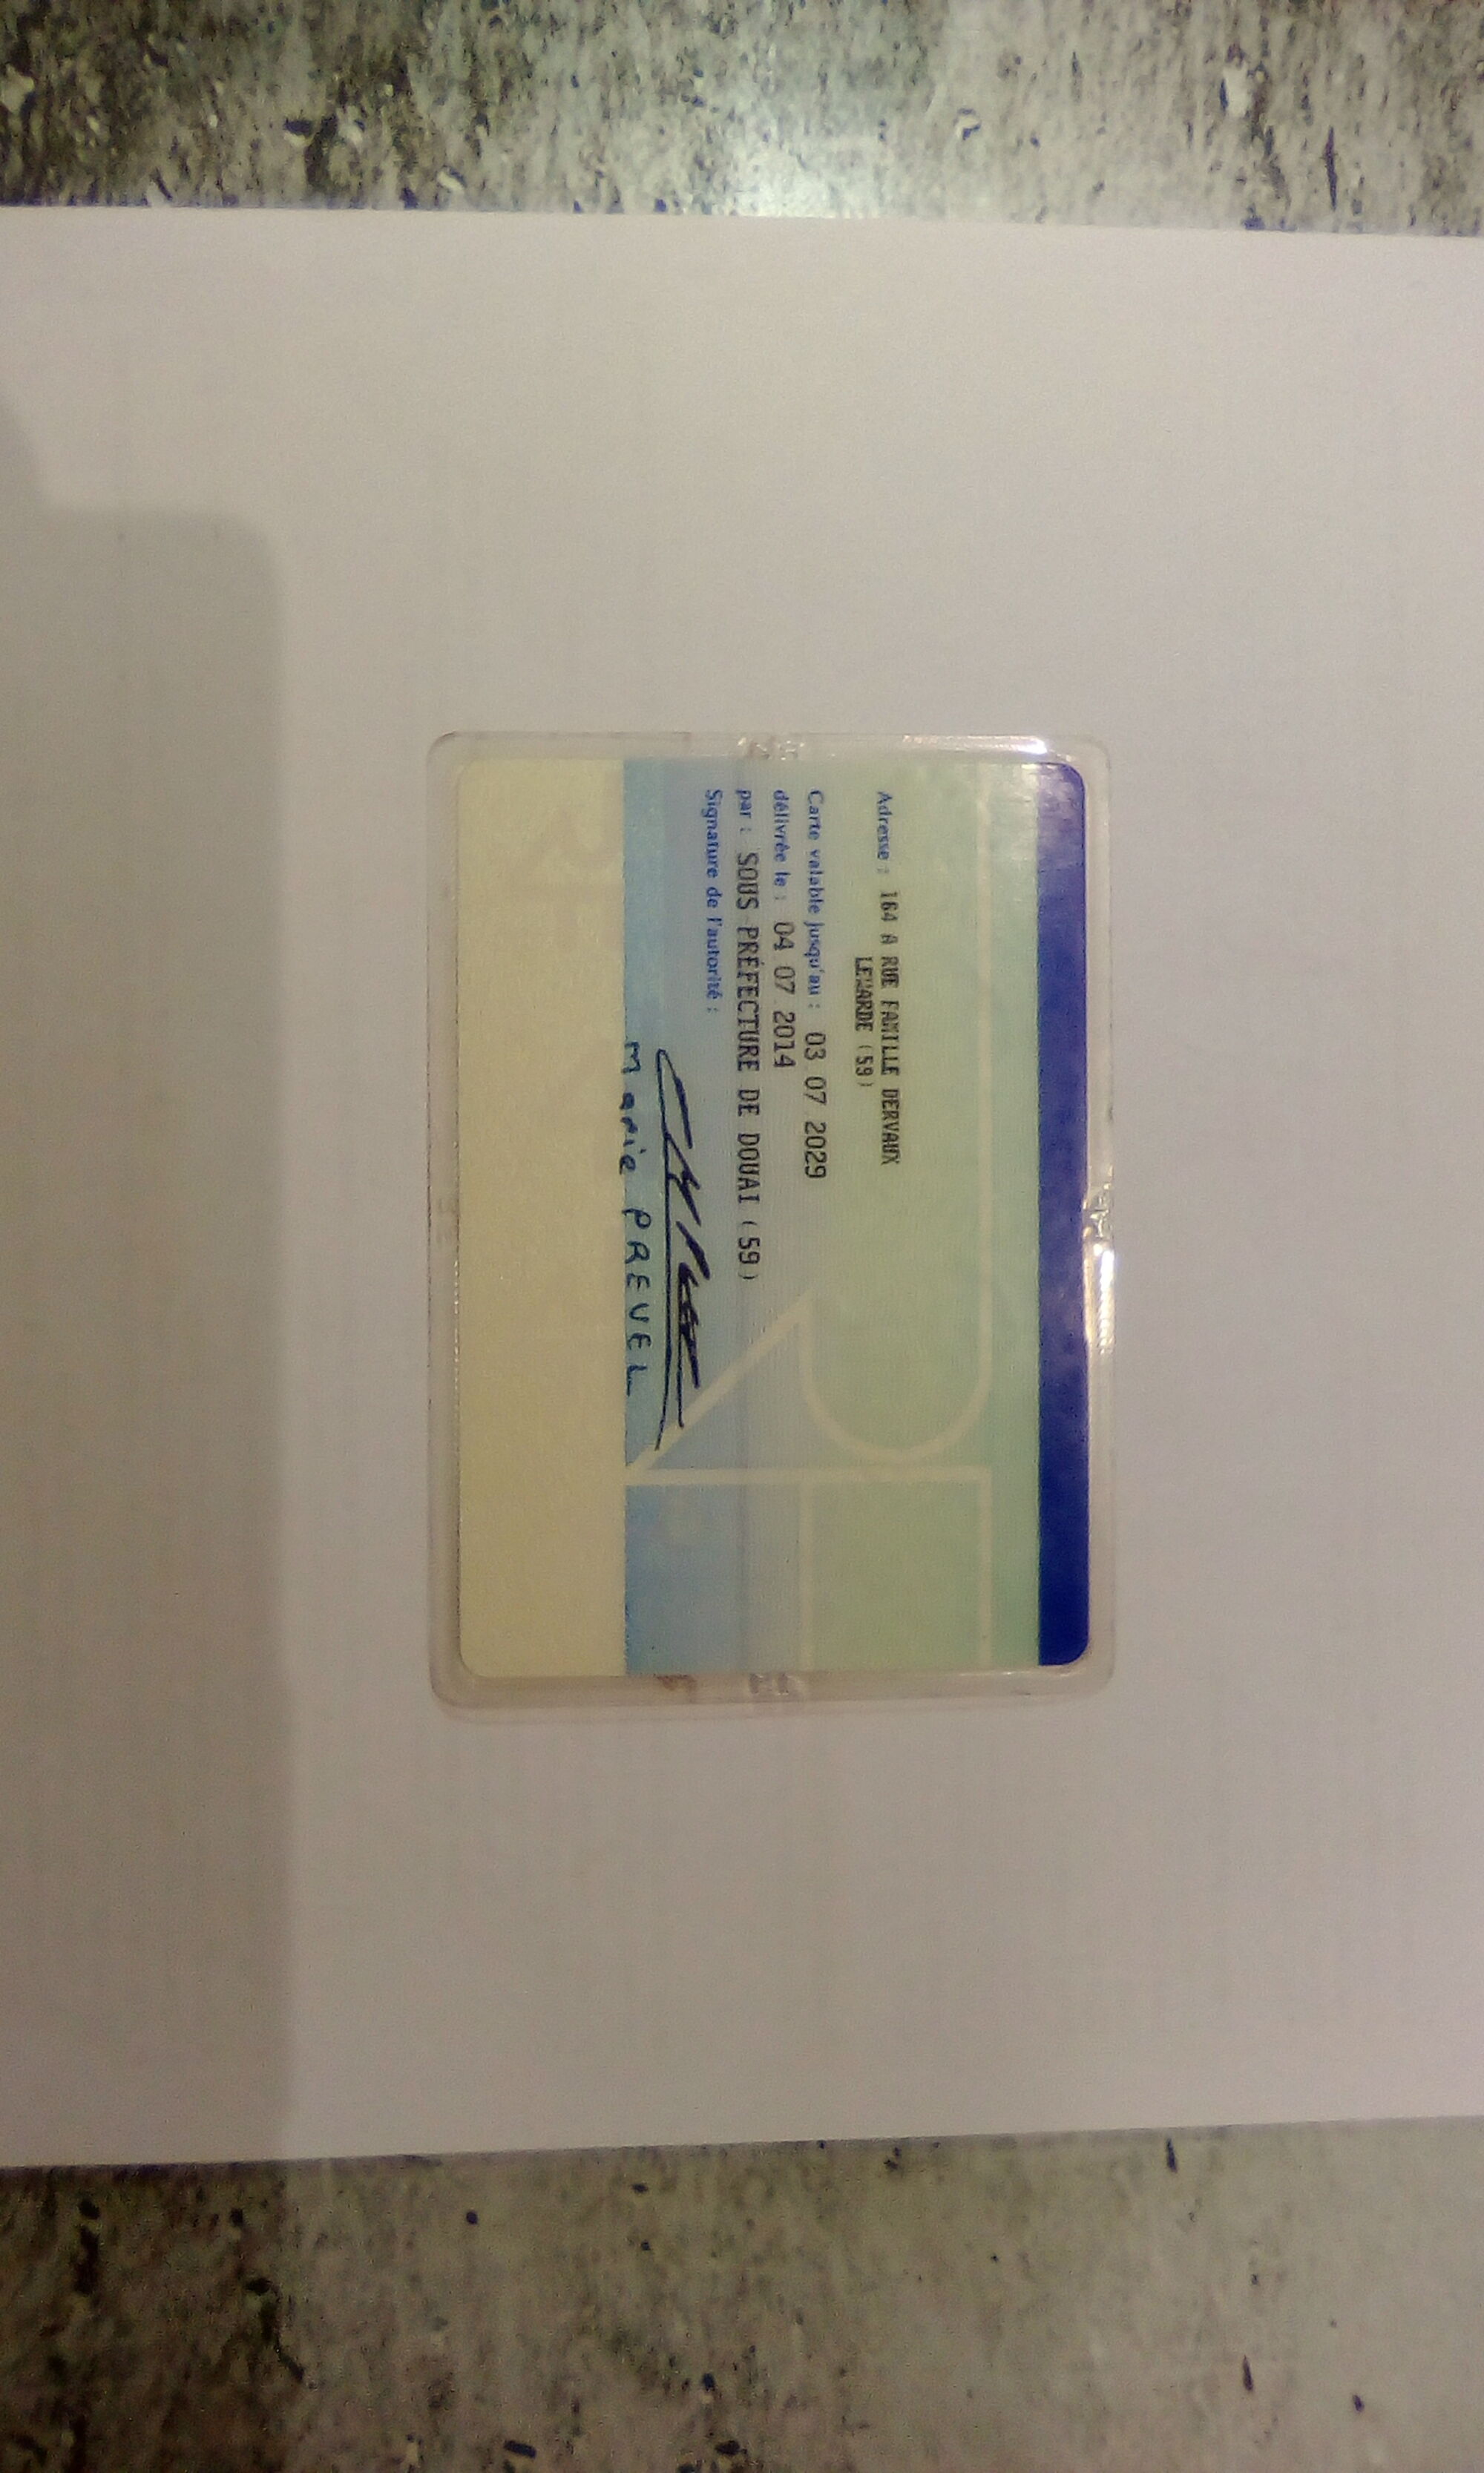 Adresse : 164 A RUE FAMILLE DERVAUX
LEWARDE (59)
Carte valable jusqu'au : 03 07 2029
délivrée le : 04 07 2014
par : SOUS-PRÉFECTURE DE DOUAI (59)
Signature de l'autorité :
Marie PREVEL